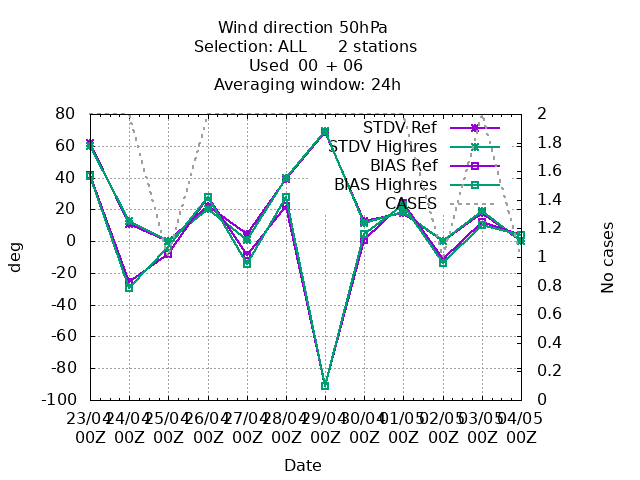 Wind direction 50hPa
Selection: ALL 2 stations
Used 00 + 06
Averaging window: 24h
STDV Ref
STDV Highres
BIAS Ref
BIAS Highres
CASES
80
60
40
20
0
-20
-40
-60
-80
-100
2
1.8
1.6
1.4
1.2
1
0.8
0.6
0.4
0.2
0
deg
No cases
23/04 24/04 25/04 26/04 27/04 28/04 29/04 30/04 01/05 02/05 03/05 04/05
00Z 00Z 00Z 00Z 00Z 00Z 00Z 00Z 00Z 00Z 00Z 00Z
Date